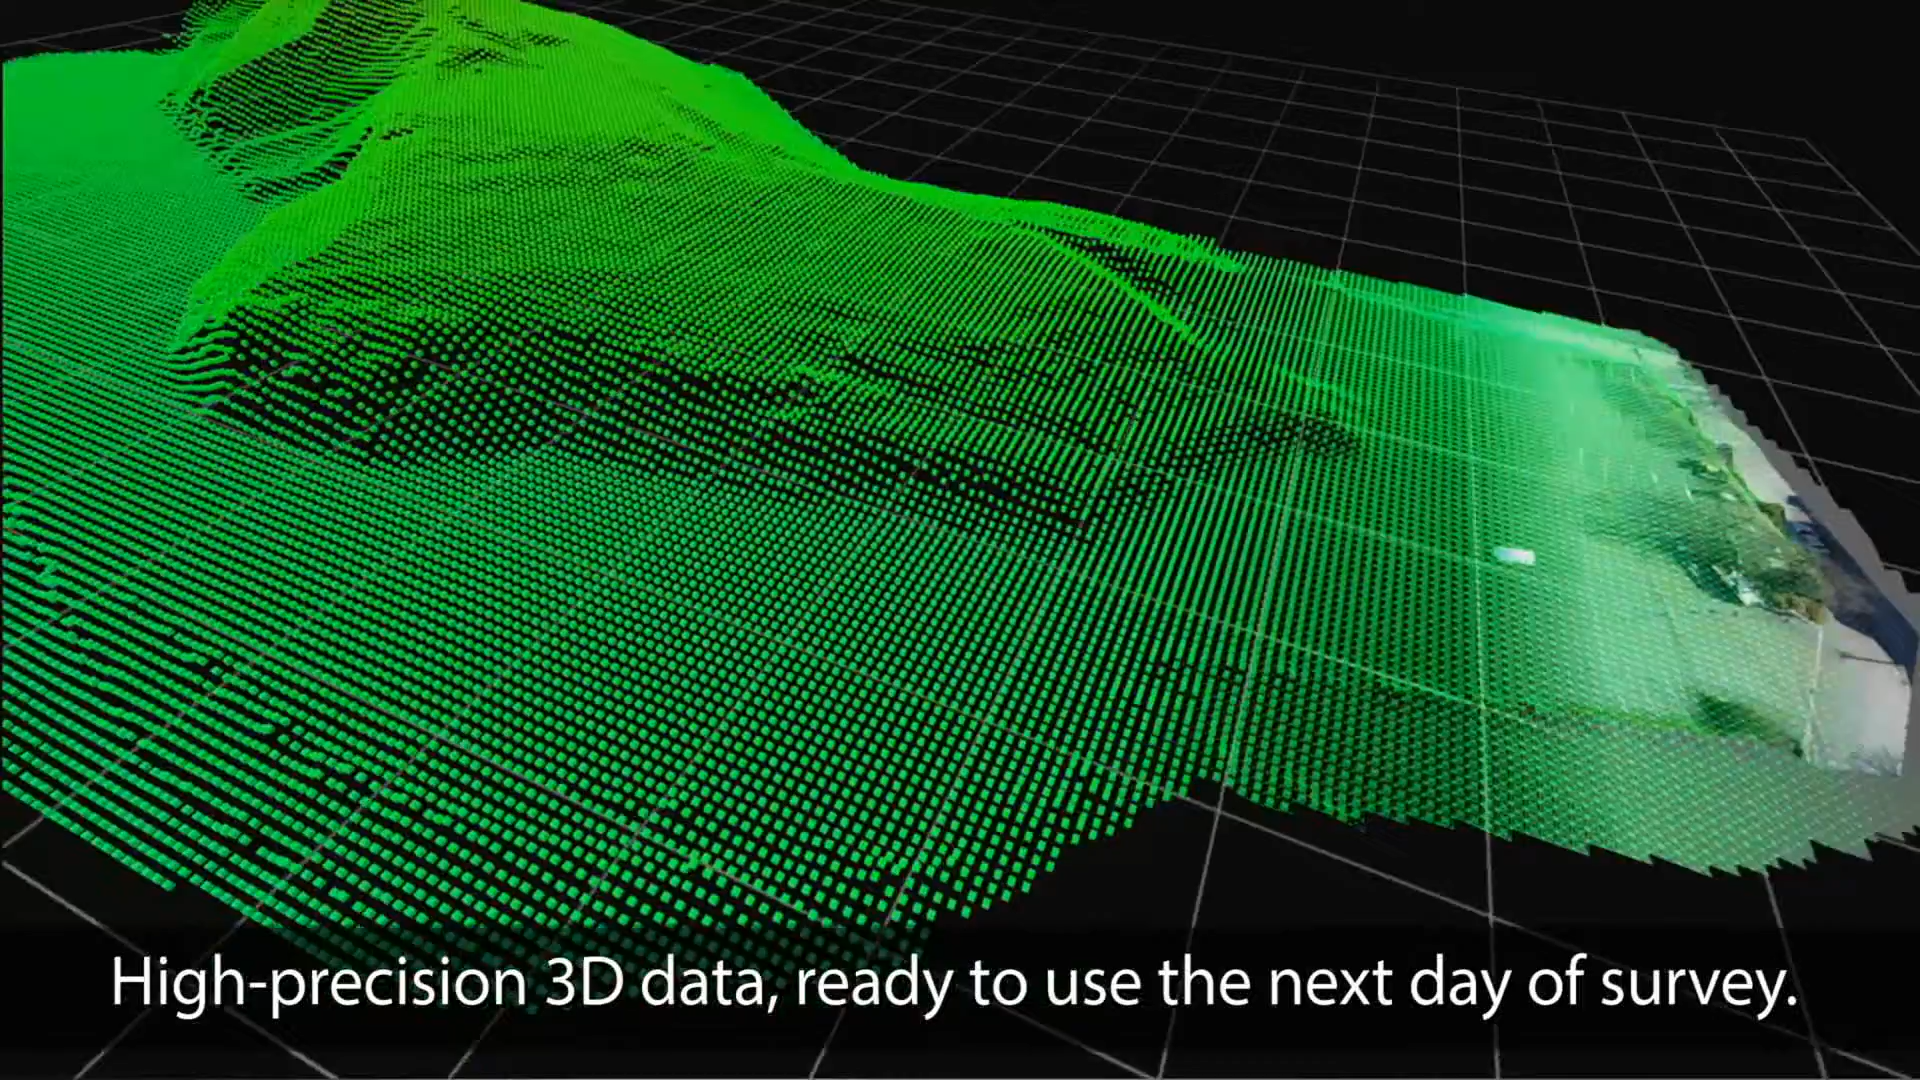 High-precision 3D data, ready to use the next day of survey.